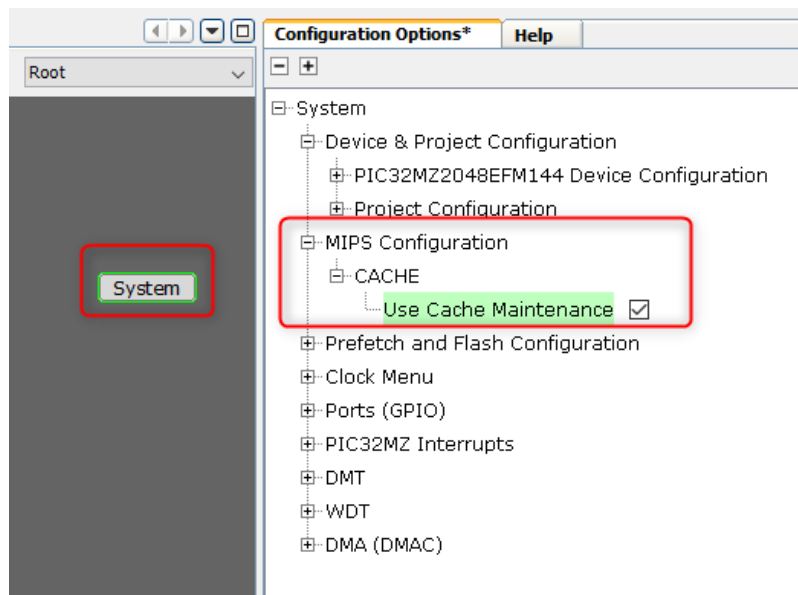 Configuration Options* Help
Root
System
Device & Project Configuration
PIC32MZ2048EFM144 Device Configuration
Project Configuration
MIPS Configuration
CACHE
System
Use Cache Maintenance
Prefetch and Flash Configuration
Clock Menu
Ports (GPIO)
PIC32MZ Interrupts
DMT
WDT
DMA (DMAC)